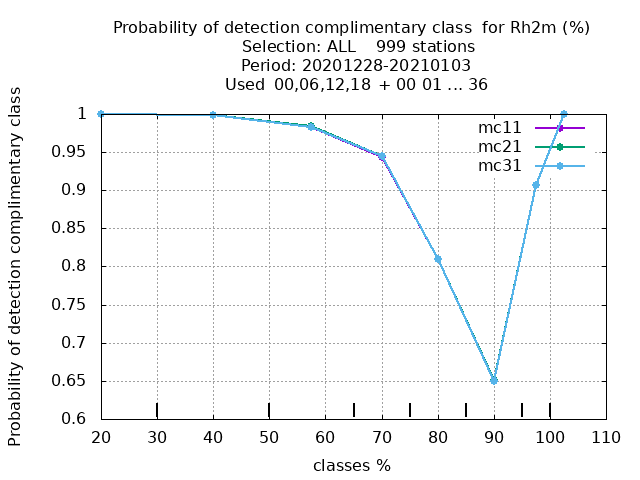 Probability of detection complimentary class  for Rh2m (%)
Selection: ALL    999 stations
Period: 20201228-20210103
Used  00,06,12,18  + 00 01 ... 36
Probability of detection complimentary class
mc11
mc21
mc31
1
0.95
0.9
0.85
0.8
0.75
0.7
0.65
0.6
20 30 40 50 60 70 80 90 100 110
classes %